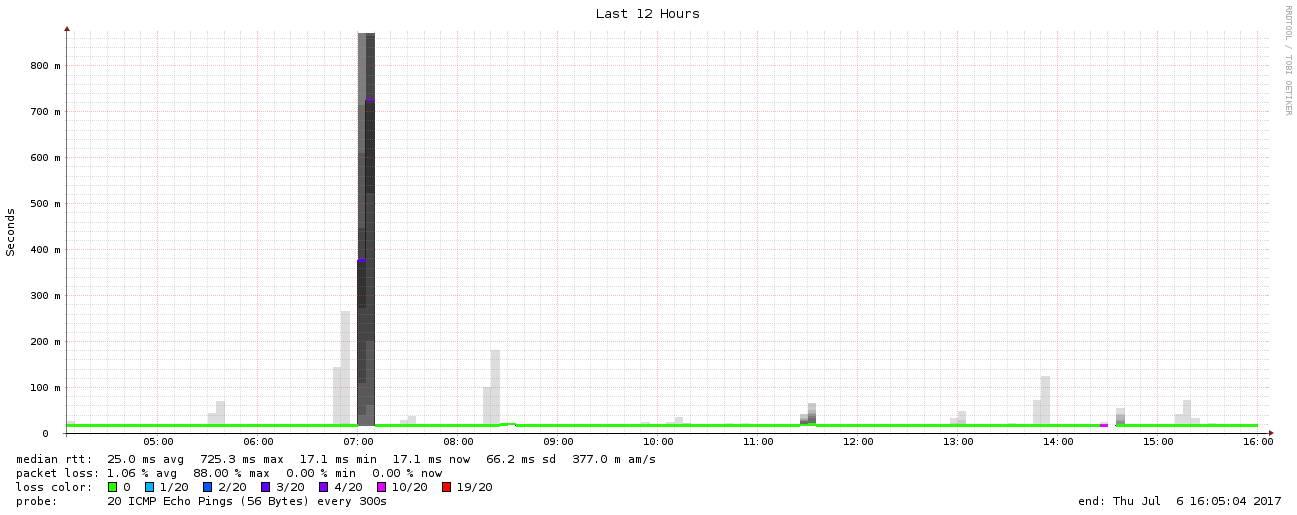 Last 12 Hours
RRDTOOL / TOBI OETIKER
Seconds
800 m
700 m
600 m
500 m
400 m
300 m
200 m
100 m
0
05:00 06:00 07:00 08:00 09:00 10:00 11:00 12:00 13:00 14:00 15:00 16:00
median rtt: 25.0 ms avg 725.3 ms max 17.1 ms min 17.1 ms now 66.2 ms sd 377.0 m am/s
packet loss: 1.06 % avg 88.00 % max 0.00 % min 0.00 % now
loss color: 0 1/20 2/20 3/20 4/20 10/20 19/20
probe: 20 ICMP Echo Pings (56 Bytes) every 300s end: Thu Jul 6 16:05:04 2017